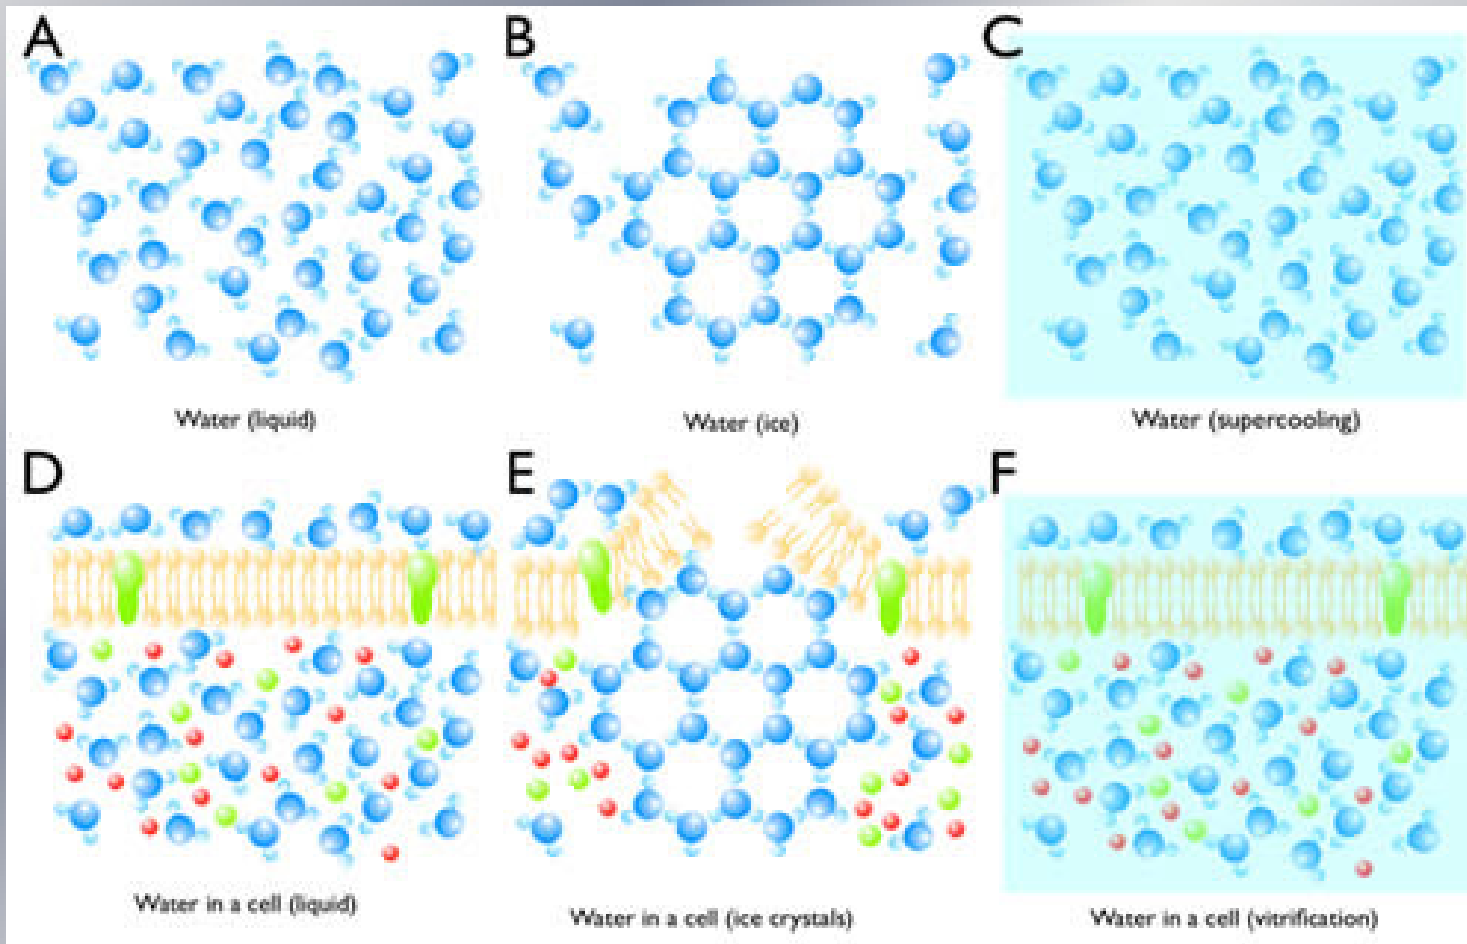 A
B
C
Water (liquid)
Water (ice)
Water (supercooling)
D
E
F
Water in a cell (liquid)
Water in a cell (ice crystals)
Water in a cell (vitrification)